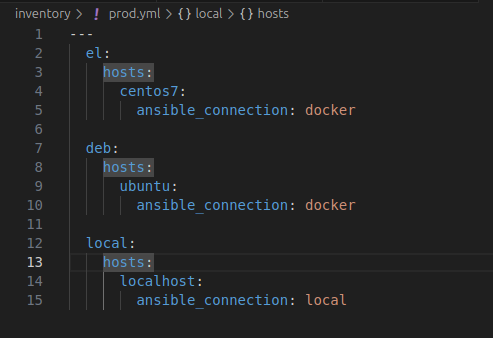 inventory > ! prod.yml > {} local > {} hosts
1 ---
2   el:
3     hosts:
4       centos7:
5         ansible_connection: docker
6
7   deb:
8     hosts:
9       ubuntu:
10         ansible_connection: docker
11
12   local:
13     hosts:
14       localhost:
15         ansible_connection: local